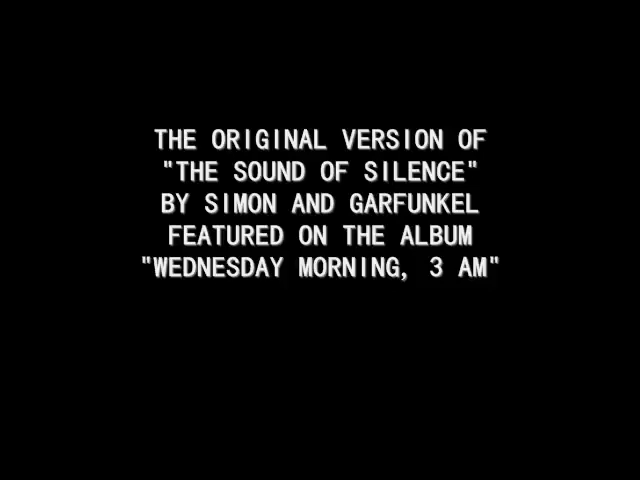 THE ORIGINAL VERSION OF
"THE SOUND OF SILENCE"
BY SIMON AND GARFUNKEL
FEATURED ON THE ALBUM
"WEDNESDAY MORNING, 3 AM"